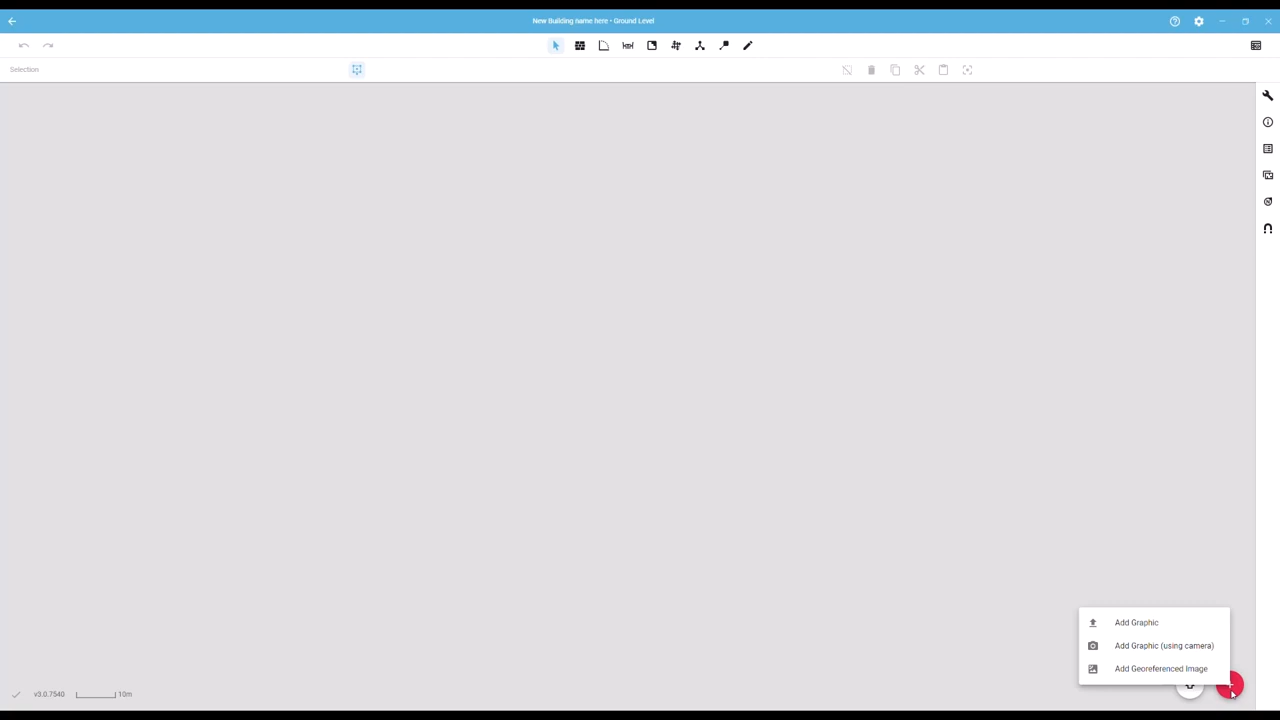 New Building name here • Ground Level
Selection
Add Graphic
Add Graphic (using camera)
Add Georeferenced Image
v3.0.7540
10m